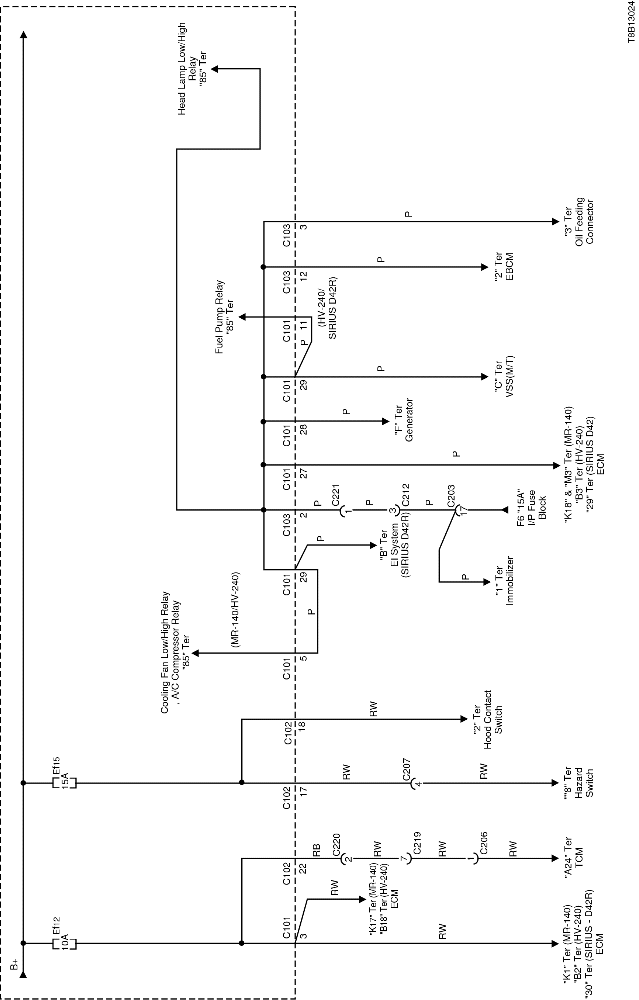 T8B13024
Head Lamp Low/High
Relay
"85" Ter
C103
3
P
"3" Ter
Oil Feeding
Connector
C103
12
P
"2" Ter
EBCM
Fuel Pump Relay
"85" Ter
C101
11
(HV-240/
SIRIUS D42R)
P
C101
29
P
"C" Ter
VSS(M/T)
C101
28
P
"F" Ter
Generator
C101
27
P
"K18" & "M3" Ter (MR-140)
"B3" Ter (HV-240)
"29" Ter (SIRIUS D42)
ECM
C103
2
P
C221
1
P
C212
3
P
C203
17
F6 "15A"
I/P Fuse
Block
P
"1" Ter
Immobilizer
C101
29
P
"B" Ter
EI System
(SIRIUS D42R)
Cooling Fan Low/High Relay
, A/C Compressor Relay
"85" Ter
(MR-140/HV-240)
C101
5
P
C102
18
RW
"2" Ter
Hood Contact
Switch
Ef15
15A
C102
17
RW
C207
4
RW
"8" Ter
Hazard
Switch
C102
22
RB
C220
2
RW
C219
7
RW
C206
1
RW
"A24" Ter
TCM
B+
Ef12
10A
C101
3
RW
"K17" Ter (MR-140)
"B18" Ter (HV-240)
ECM
RW
"K1" Ter (MR-140)
"B2" Ter (HV-240)
"30" Ter (SIRIUS - D42R)
ECM